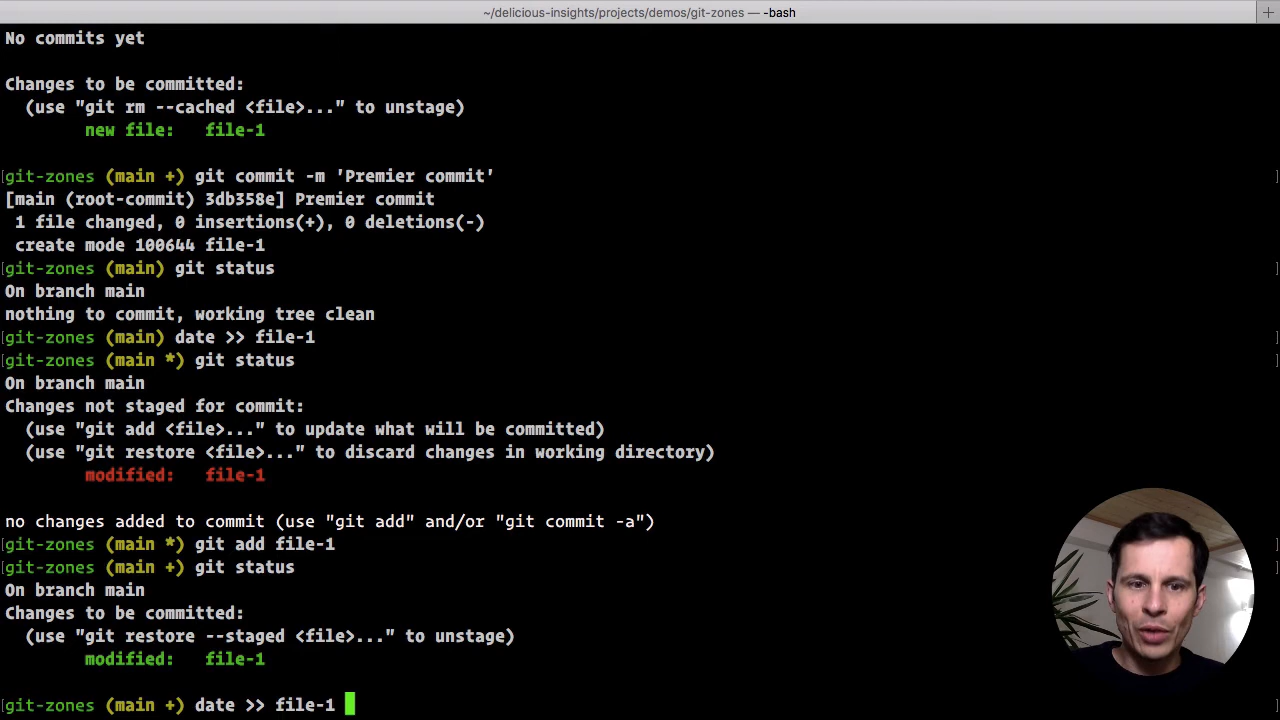 ~/delicious-insights/projects/demos/git-zones — -bash
No commits yet
Changes to be committed:
(use "git rm --cached <file>..." to unstage)
new file: file-1
git-zones (main +) git commit -m 'Premier commit'
[main (root-commit) 3db358e] Premier commit
1 file changed, 0 insertions(+), 0 deletions(-)
create mode 100644 file-1
git-zones (main) git status
On branch main
nothing to commit, working tree clean
git-zones (main) date >> file-1
git-zones (main *) git status
On branch main
Changes not staged for commit:
(use "git add <file>..." to update what will be committed)
(use "git restore <file>..." to discard changes in working directory)
modified: file-1
no changes added to commit (use "git add" and/or "git commit -a")
git-zones (main *) git add file-1
git-zones (main +) git status
On branch main
Changes to be committed:
(use "git restore --staged <file>..." to unstage)
modified: file-1
git-zones (main +) date >> file-1